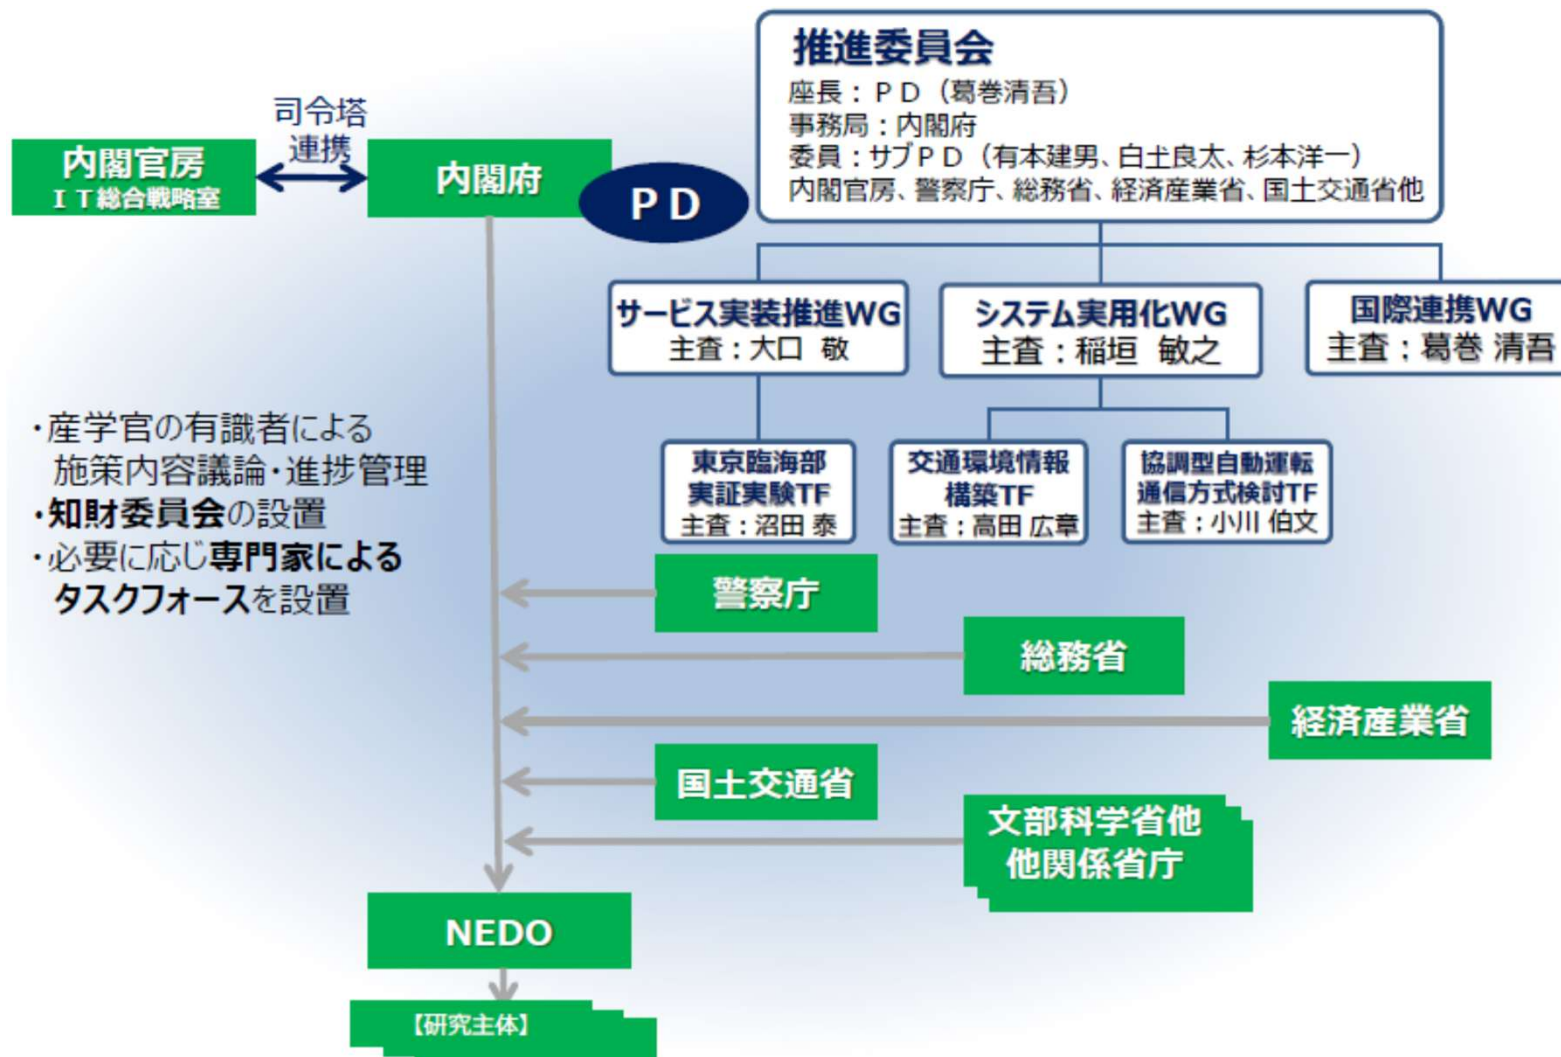 推進委員会
座長：ＰＤ（葛巻清吾）
事務局：内閣府
委員：サブＰＤ（有本建男、白土良太、杉本洋一）
内閣官房、警察庁、総務省、経済産業省、国土交通省他
司令塔
連携
内閣官房
ＩＴ総合戦略室
内閣府
ＰＤ
サービス実装推進WG
主査：大口 敬
システム実用化WG
主査：稲垣 敏之
国際連携WG
主査：葛巻 清吾
・産学官の有識者による
施策内容議論・進捗管理
・知財委員会の設置
・必要に応じ専門家による
タスクフォースを設置
東京臨海部
実証実験TF
主査：沼田 泰
交通環境情報
構築TF
主査：高田 広章
協調型自動運転
通信方式検討TF
主査：小川 伯文
警察庁
総務省
経済産業省
国土交通省
文部科学省他
他関係省庁
NEDO
【研究主体】